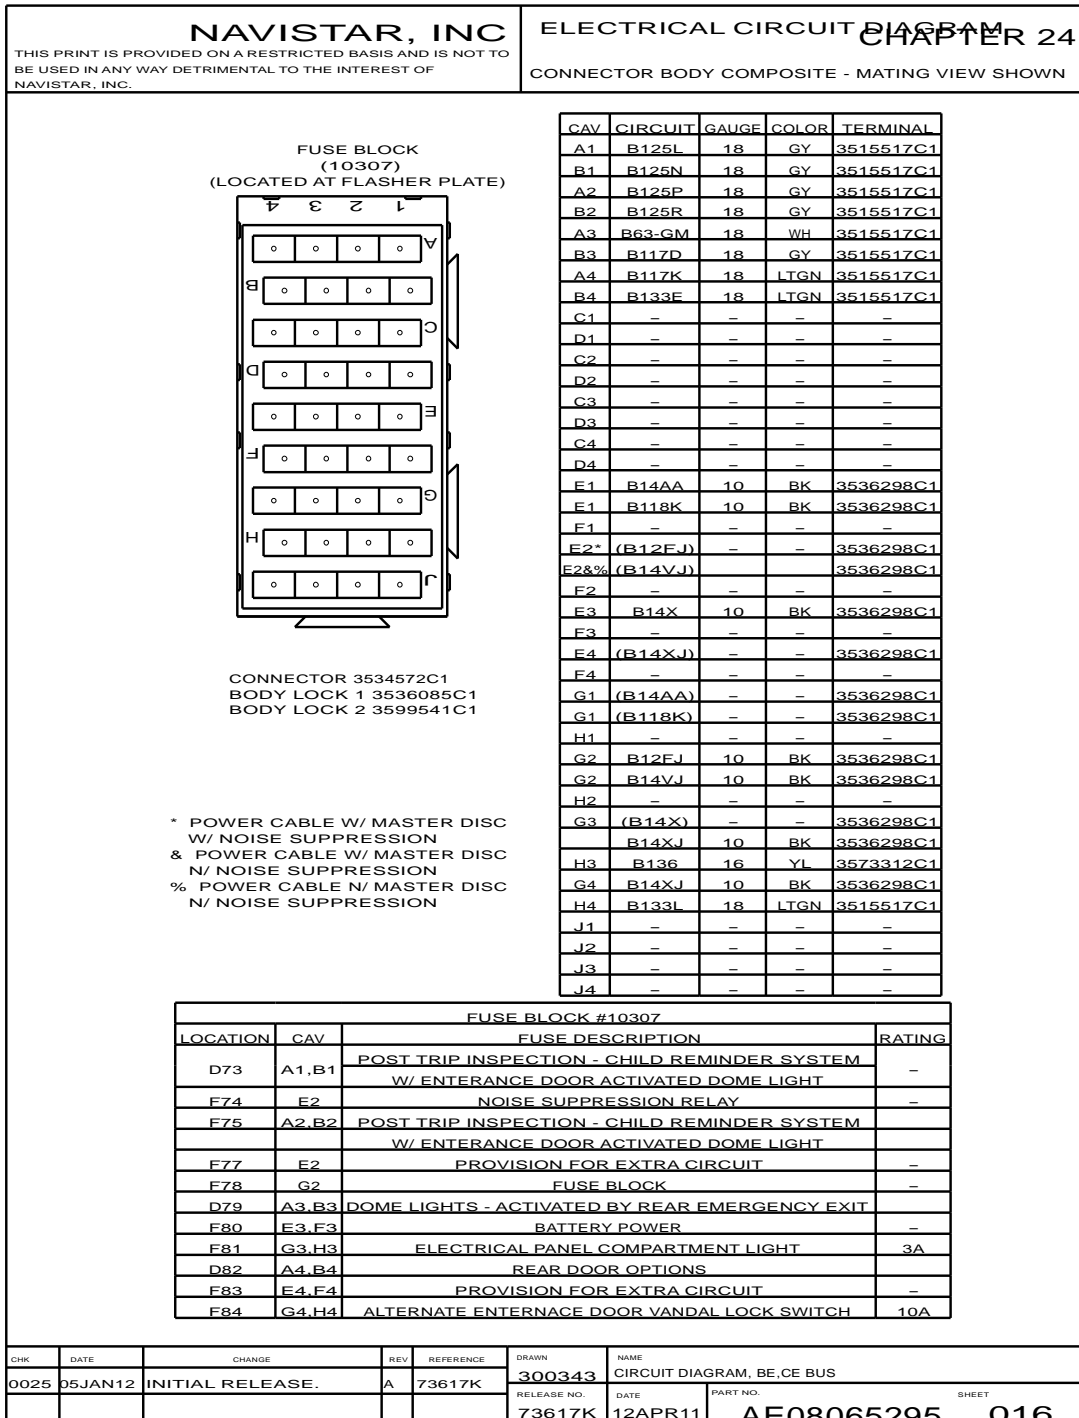 NAVISTAR, INC
THIS PRINT IS PROVIDED ON A RESTRICTED BASIS AND IS NOT TO
BE USED IN ANY WAY DETRIMENTAL TO THE INTEREST OF
NAVISTAR, INC.
ELECTRICAL CIRCUIT DIAGRAM
CHAPTER 24
CONNECTOR BODY COMPOSITE - MATING VIEW SHOWN
FUSE BLOCK
(10307)
(LOCATED AT FLASHER PLATE)
4 3 2 1
A
B
C
D
E
F
G
H
J
CONNECTOR 3534572C1
BODY LOCK 1 3536085C1
BODY LOCK 2 3599541C1
* POWER CABLE W/ MASTER DISC
W/ NOISE SUPPRESSION
& POWER CABLE W/ MASTER DISC
N/ NOISE SUPPRESSION
% POWER CABLE N/ MASTER DISC
N/ NOISE SUPPRESSION
CAV CIRCUIT GAUGE COLOR TERMINAL
A1 B125L 18 GY 3515517C1
B1 B125N 18 GY 3515517C1
A2 B125P 18 GY 3515517C1
B2 B125R 18 GY 3515517C1
A3 B63-GM 18 WH 3515517C1
B3 B117D 18 GY 3515517C1
A4 B117K 18 LTGN 3515517C1
B4 B133E 18 LTGN 3515517C1
C1 – – – –
D1 – – – –
C2 – – – –
D2 – – – –
C3 – – – –
D3 – – – –
C4 – – – –
D4 – – – –
E1 B14AA 10 BK 3536298C1
E1 B118K 10 BK 3536298C1
F1 – – – –
E2* (B12FJ) – – 3536298C1
E2&% (B14VJ) 3536298C1
F2 – – – –
E3 B14X 10 BK 3536298C1
F3 – – – –
E4 (B14XJ) – – 3536298C1
F4 – – – –
G1 (B14AA) – – 3536298C1
G1 (B118K) – – 3536298C1
H1 – – – –
G2 B12FJ 10 BK 3536298C1
G2 B14VJ 10 BK 3536298C1
H2 – – – –
G3 (B14X) – – 3536298C1
B14XJ 10 BK 3536298C1
H3 B136 16 YL 3573312C1
G4 B14XJ 10 BK 3536298C1
H4 B133L 18 LTGN 3515517C1
J1 – – – –
J2 – – – –
J3 – – – –
J4 – – – –
FUSE BLOCK #10307
LOCATION CAV FUSE DESCRIPTION RATING
D73 A1,B1 POST TRIP INSPECTION - CHILD REMINDER SYSTEM –
W/ ENTERANCE DOOR ACTIVATED DOME LIGHT
F74 E2 NOISE SUPPRESSION RELAY –
F75 A2,B2 POST TRIP INSPECTION - CHILD REMINDER SYSTEM
W/ ENTERANCE DOOR ACTIVATED DOME LIGHT
F77 E2 PROVISION FOR EXTRA CIRCUIT –
F78 G2 FUSE BLOCK –
D79 A3,B3 DOME LIGHTS - ACTIVATED BY REAR EMERGENCY EXIT
F80 E3,F3 BATTERY POWER –
F81 G3,H3 ELECTRICAL PANEL COMPARTMENT LIGHT 3A
D82 A4,B4 REAR DOOR OPTIONS
F83 E4,F4 PROVISION FOR EXTRA CIRCUIT –
F84 G4,H4 ALTERNATE ENTERNACE DOOR VANDAL LOCK SWITCH 10A
CHK DATE CHANGE REV REFERENCE
0025 05JAN12 INITIAL RELEASE. A 73617K
DRAWN NAME
300343 CIRCUIT DIAGRAM, BE,CE BUS
RELEASE NO. DATE PART NO. SHEET
73617K 12APR11 AE08065295 016